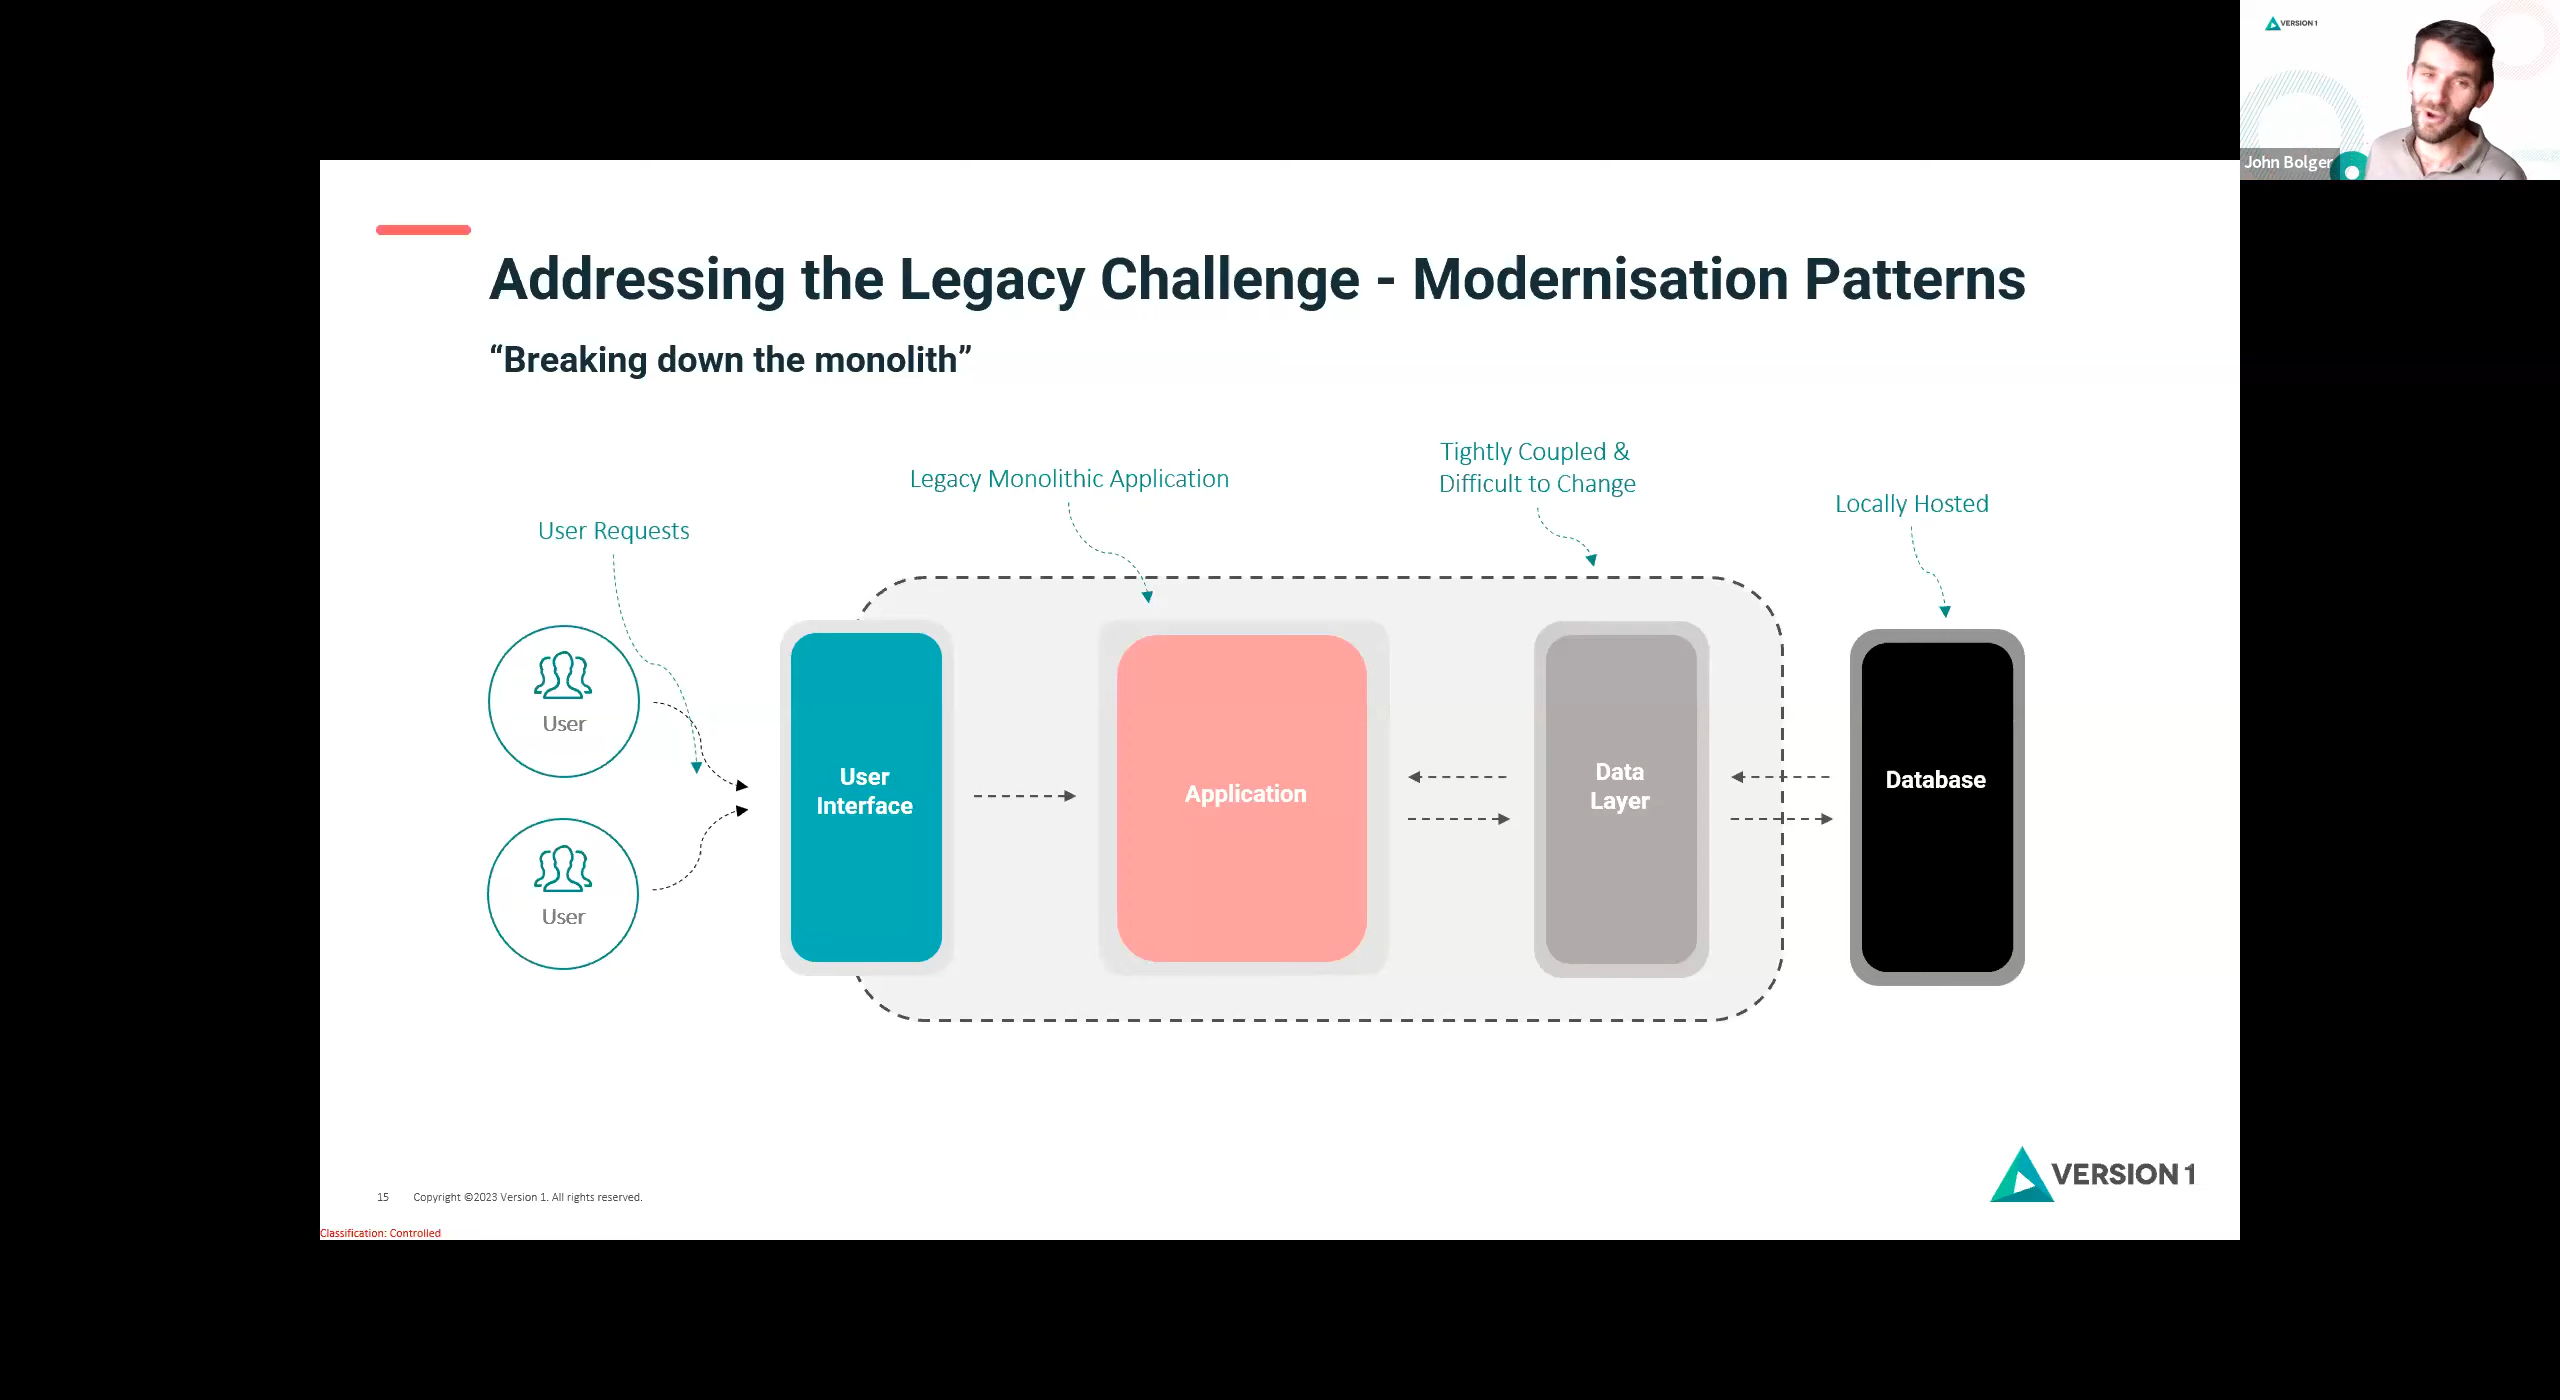 VERSION 1
John Bolger
Addressing the Legacy Challenge - Modernisation Patterns
“Breaking down the monolith”
Tightly Coupled &
Difficult to Change
Legacy Monolithic Application
Locally Hosted
User Requests
User
User
User
Interface
Application
Data
Layer
Database
VERSION 1
15 Copyright ©2023 Version 1. All rights reserved.
Classification: Controlled